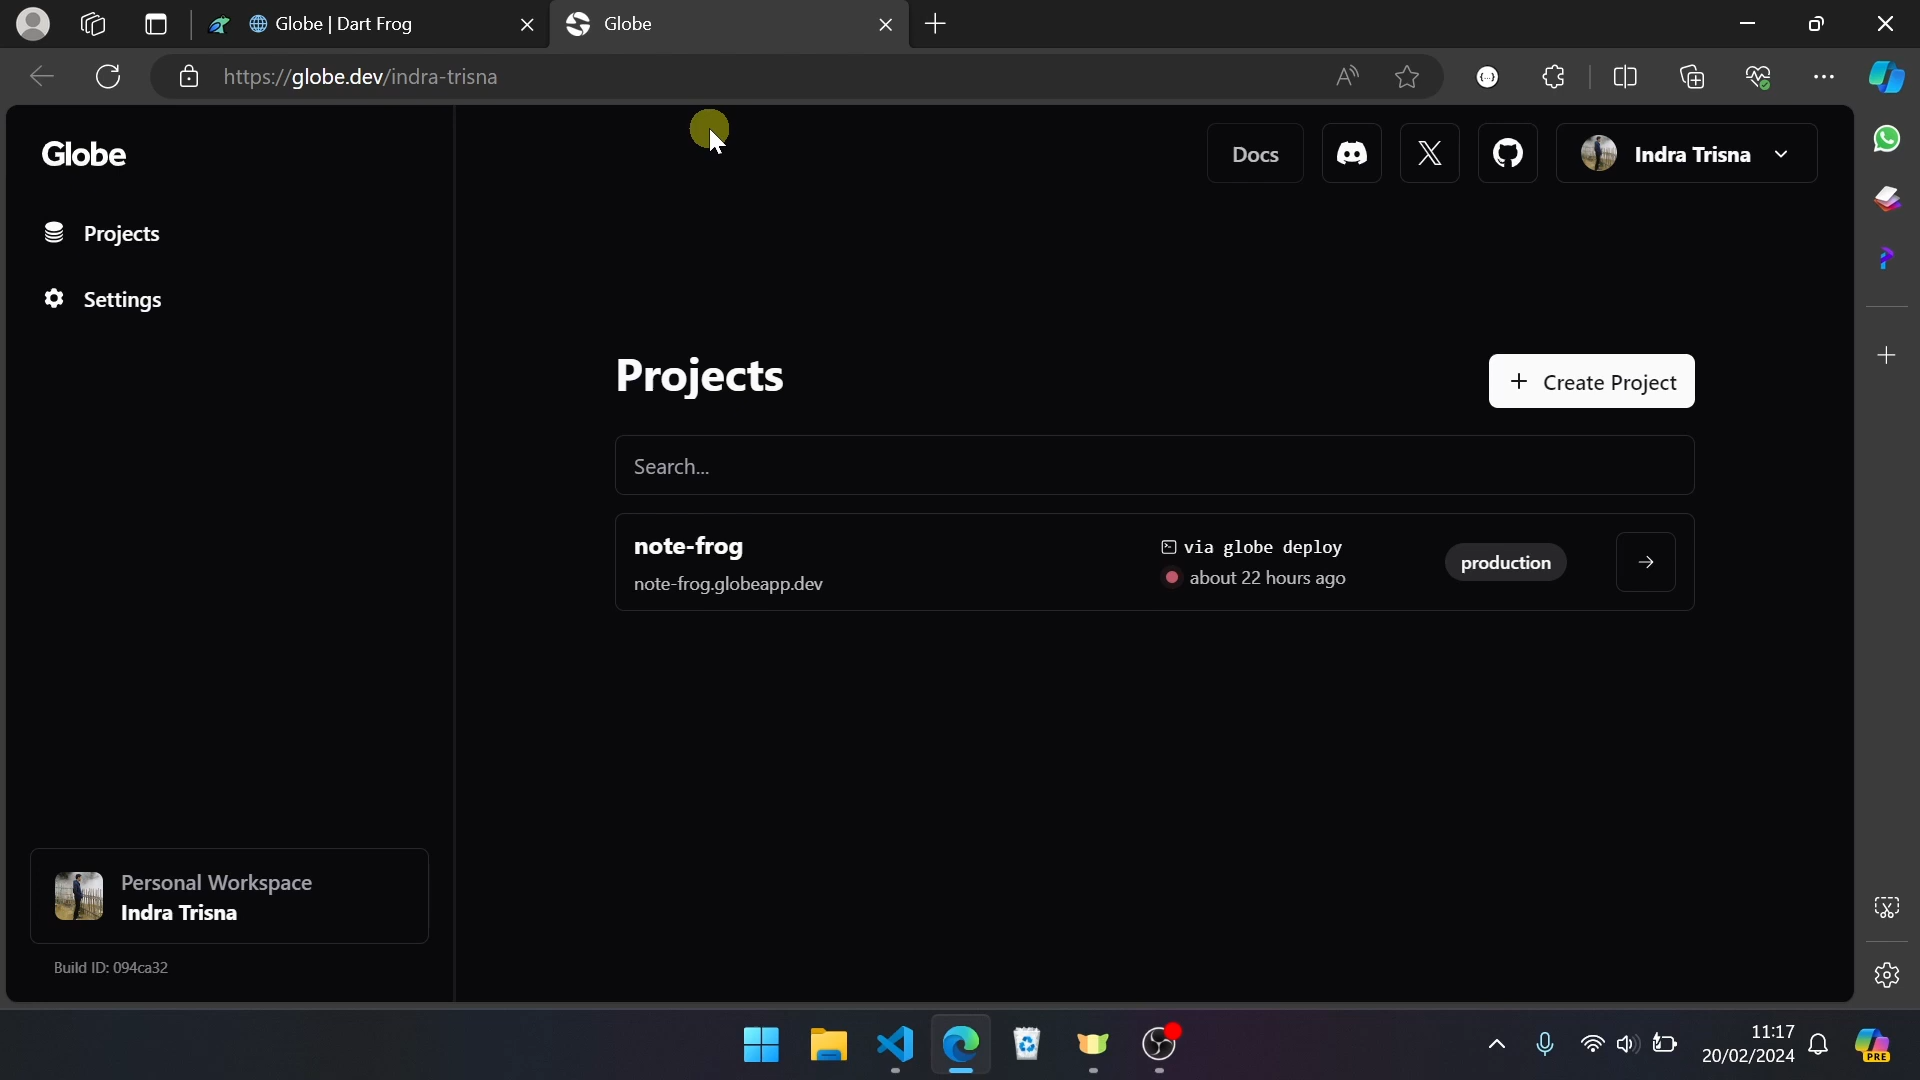 Globe | Dart Frog
Globe
https://globe.dev/indra-trisna
Globe
Docs
Indra Trisna
Projects
Settings
Projects
+ Create Project
Search...
note-frog
via globe deploy
production
note-frog.globeapp.dev
about 22 hours ago
Personal Workspace
Indra Trisna
Build ID: 094ca32
11:17
20/02/2024
PRE